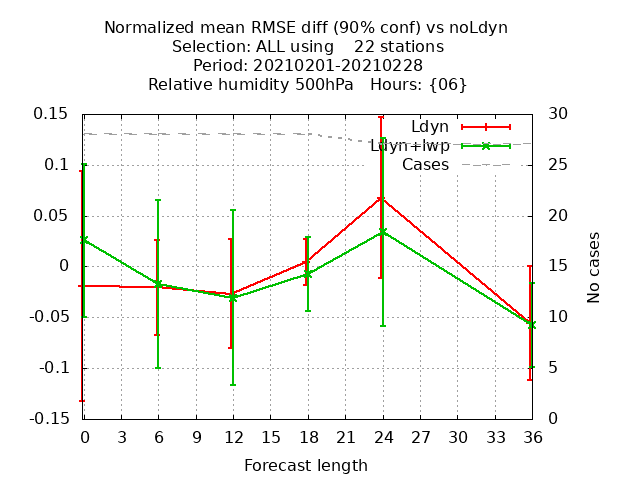 Normalized mean RMSE diff (90% conf) vs noLdyn
Selection: ALL using    22 stations
Period: 20210201-20210228
Relative humidity 500hPa   Hours: {06}
0.15
0.1
0.05
0
-0.05
-0.1
-0.15
30
25
20
15
10
5
0
Ldyn
Ldyn+lwp
Cases
No cases
0 3 6 9 12 15 18 21 24 27 30 33 36
Forecast length